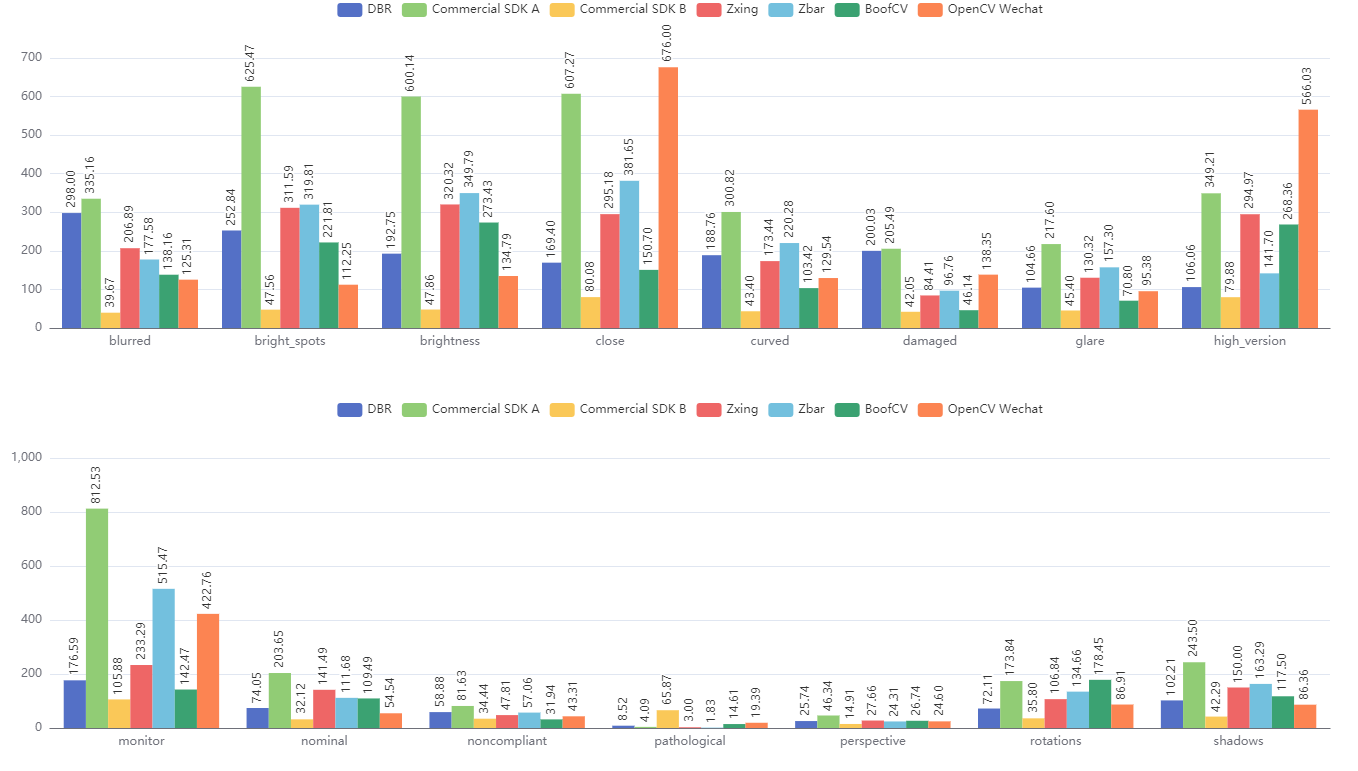 DBR Commercial SDK A Commercial SDK B Zxing Zbar BoofCV OpenCV Wechat
700
600
500
400
300
200
100
0
298.00 335.16 39.67 206.89 177.58 138.16 125.31
252.84 625.47 47.56 311.59 319.81 221.81 112.25
192.75 600.14 47.86 320.32 349.79 273.43 134.79
169.40 607.27 80.08 295.18 381.65 150.70 676.00
188.76 300.82 43.40 173.44 220.28 103.42 129.54
200.03 205.49 42.05 84.41 96.76 46.14 138.35
104.66 217.60 45.40 130.32 157.30 70.80 95.38
106.06 349.21 79.88 294.97 141.70 268.36 566.03
blurred bright_spots brightness close curved damaged glare high_version
DBR Commercial SDK A Commercial SDK B Zxing Zbar BoofCV OpenCV Wechat
1,000
800
600
400
200
0
176.59 812.53 105.88 233.29 515.47 142.47 422.76
74.05 203.65 32.12 141.49 111.68 109.49 54.54
58.88 81.63 34.44 47.81 57.06 31.94 43.31
8.52 4.09 65.87 3.00 1.83 14.61 19.39
25.74 46.34 14.91 27.66 24.31 26.74 24.60
72.11 173.84 35.80 106.84 134.66 178.45 86.91
102.21 243.50 42.29 150.00 163.29 117.50 86.36
monitor nominal noncompliant pathological perspective rotations shadows